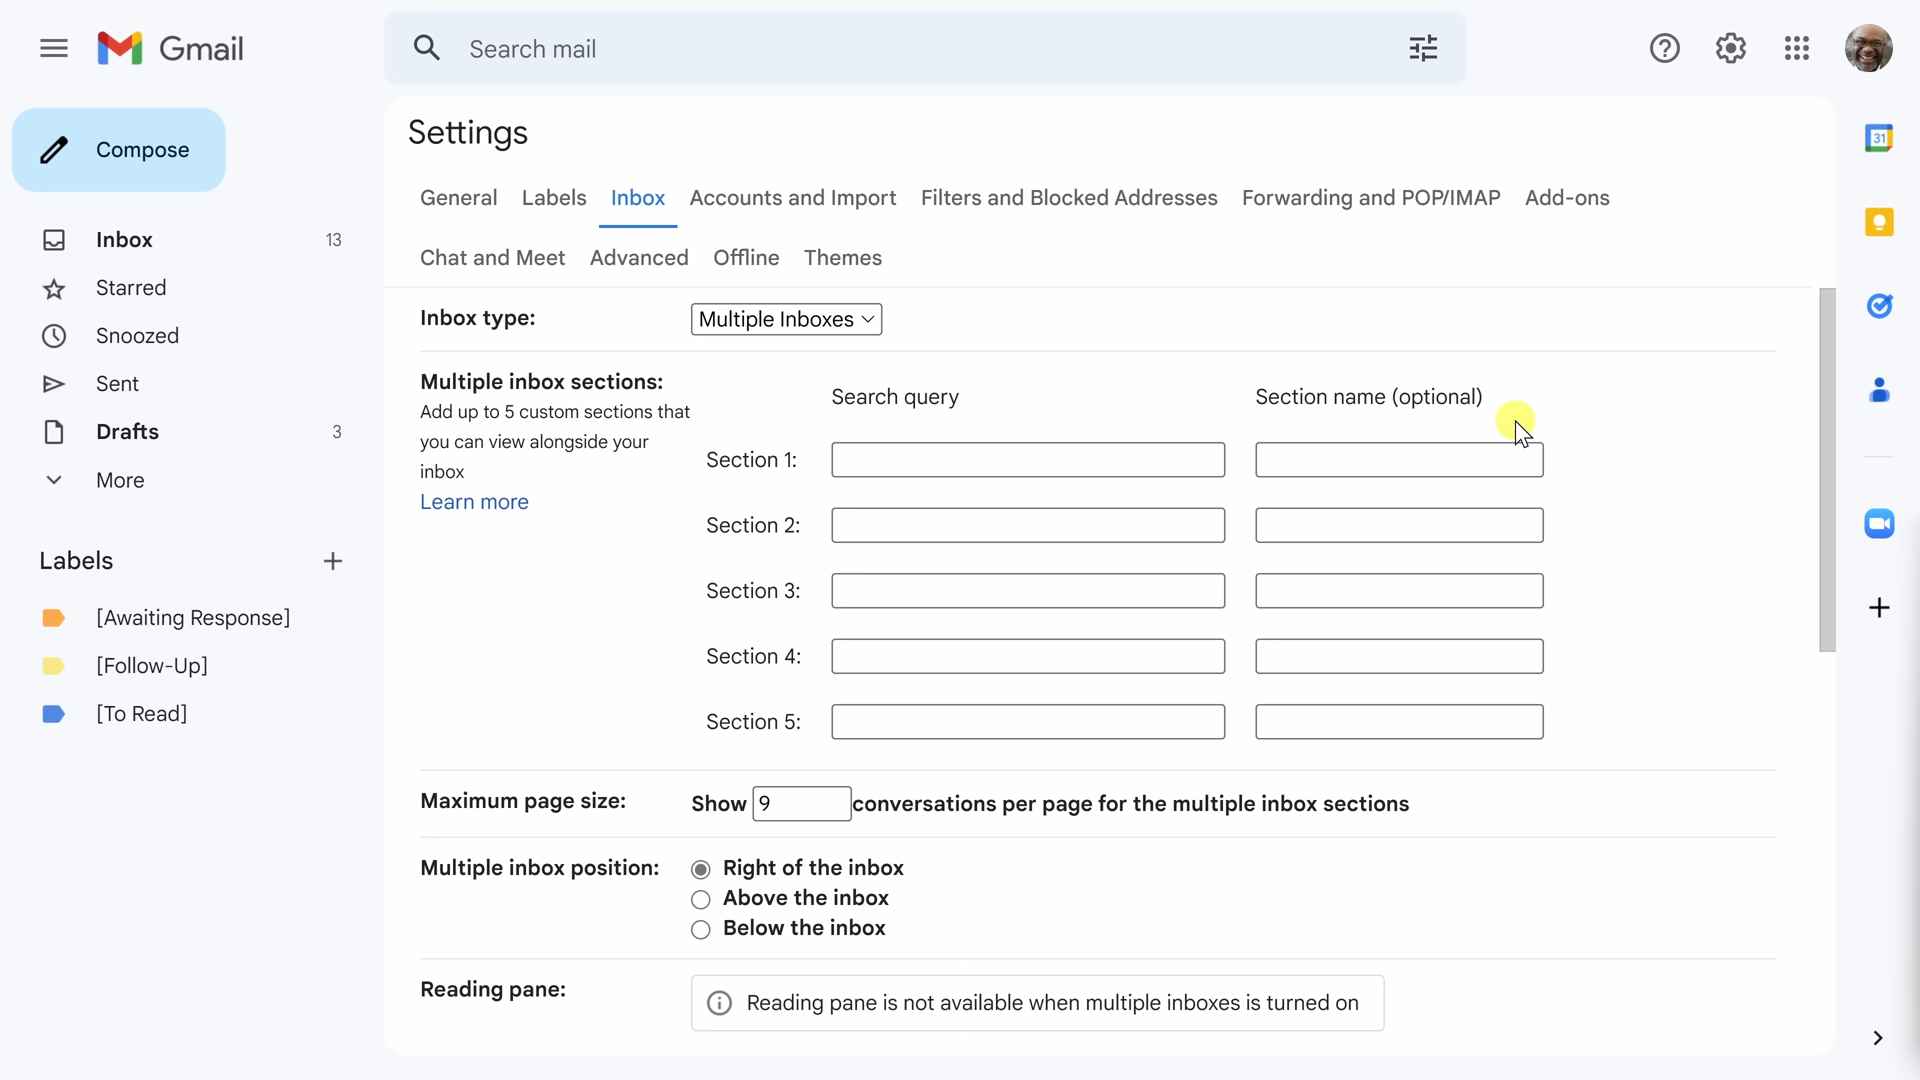 Gmail
Search mail
Compose
Inbox 13
Starred
Snoozed
Sent
Drafts 3
More
Labels
[Awaiting Response]
[Follow-Up]
[To Read]
Settings
General Labels Inbox Accounts and Import Filters and Blocked Addresses Forwarding and POP/IMAP Add-ons
Chat and Meet Advanced Offline Themes
Inbox type: Multiple Inboxes
Multiple inbox sections:
Add up to 5 custom sections that
you can view alongside your
inbox
Learn more
Search query Section name (optional)
Section 1:
Section 2:
Section 3:
Section 4:
Section 5:
Maximum page size: Show 9 conversations per page for the multiple inbox sections
Multiple inbox position: Right of the inbox
Above the inbox
Below the inbox
Reading pane: Reading pane is not available when multiple inboxes is turned on
31